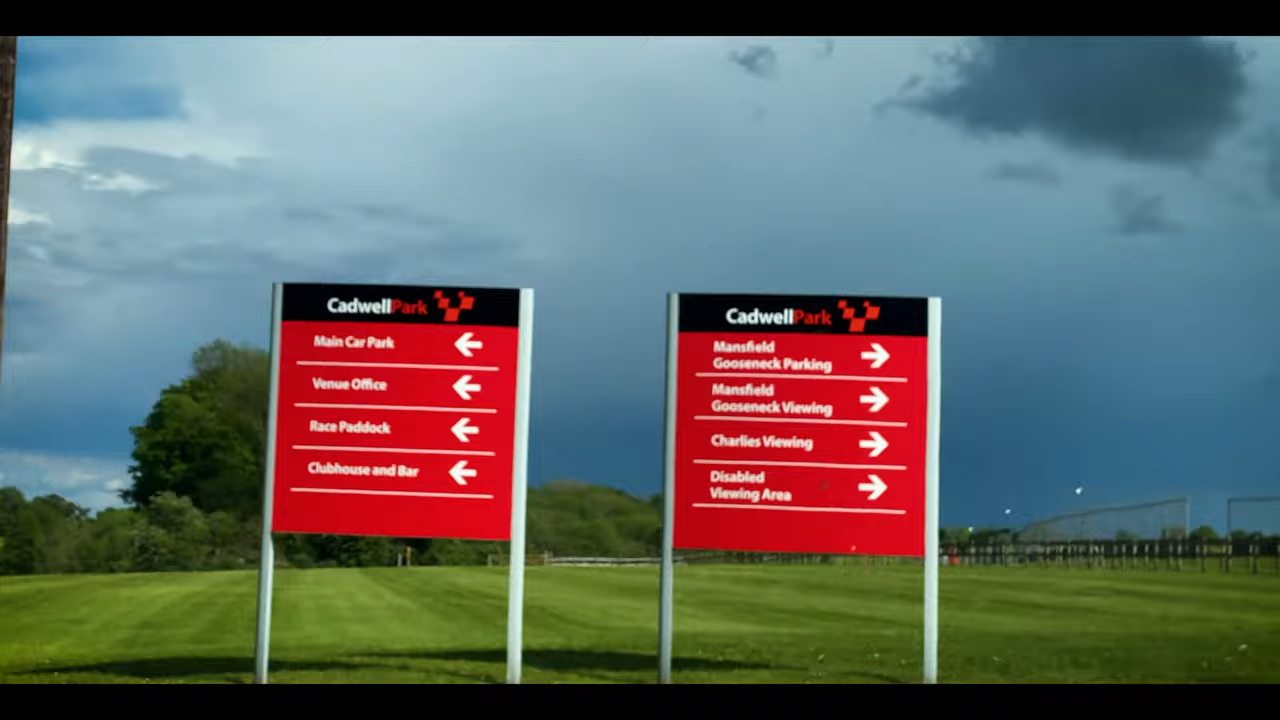 CadwellPark
Main Car Park
Venue Office
Race Paddock
Clubhouse and Bar
CadwellPark
Mansfield
Gooseneck Parking
Mansfield
Gooseneck Viewing
Charlies Viewing
Disabled
Viewing Area